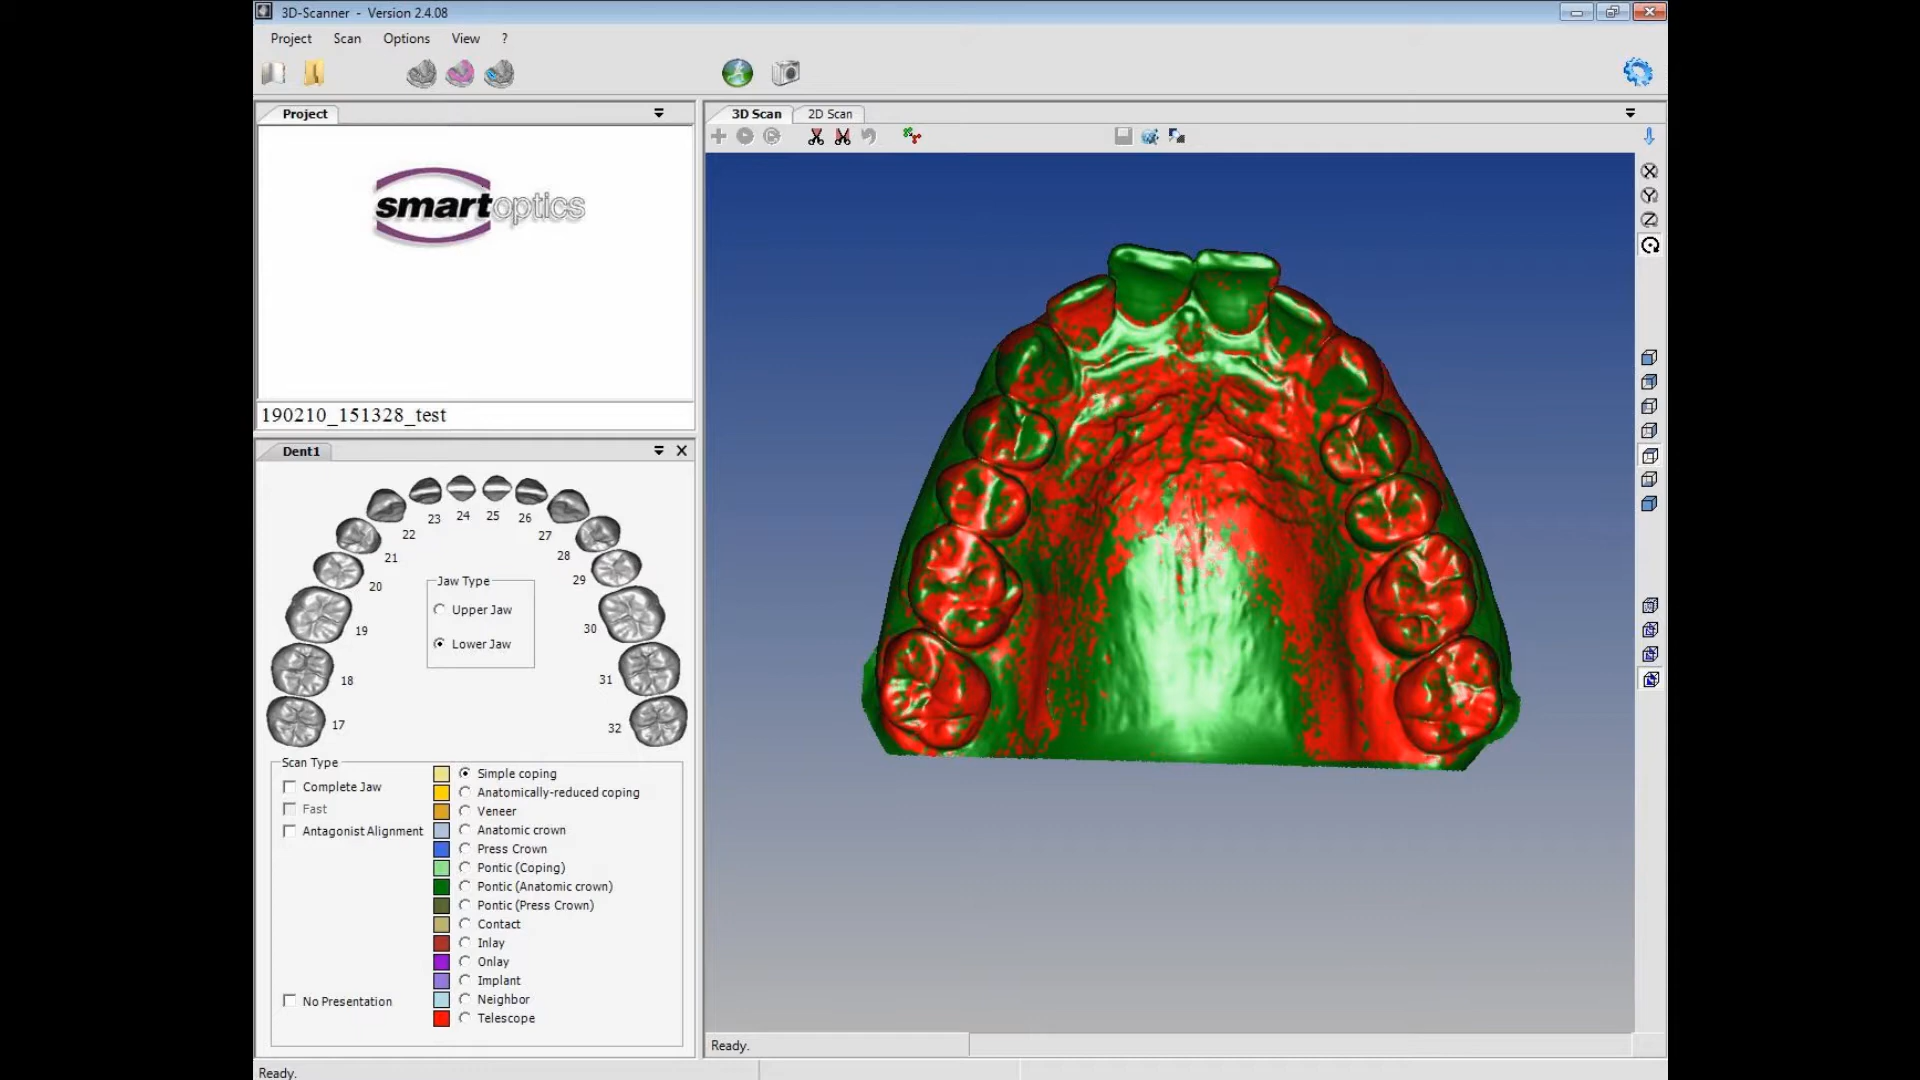 3D-Scanner - Version 2.4.08
Project Scan Options View ?
Project
smartoptics
190210_151328_test
Dent1
23 24 25 26
22 27
21 28
20 29
19 30
18 31
17 32
Jaw Type
Upper Jaw
Lower Jaw
Scan Type
Complete Jaw
Fast
Antagonist Alignment
No Presentation
Simple coping
Anatomically-reduced coping
Veneer
Anatomic crown
Press Crown
Pontic (Coping)
Pontic (Anatomic crown)
Pontic (Press Crown)
Contact
Inlay
Onlay
Implant
Neighbor
Telescope
Ready.
3D Scan 2D Scan
X
Y
Z
Ready.